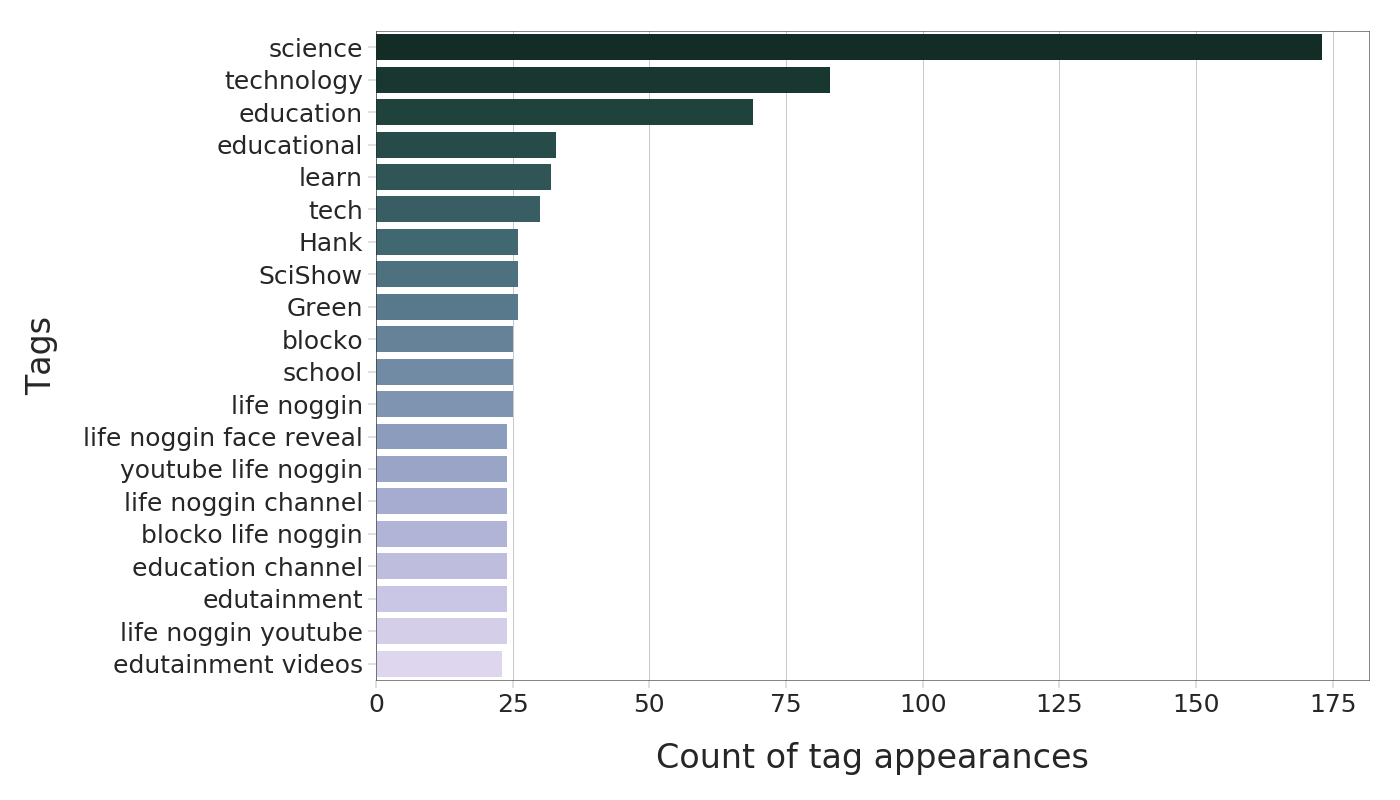 science
technology
education
educational
learn
tech
Hank
SciShow
Green
blocko
school
life noggin
life noggin face reveal
youtube life noggin
life noggin channel
blocko life noggin
education channel
edutainment
life noggin youtube
edutainment videos
Tags
0 25 50 75 100 125 150 175
Count of tag appearances